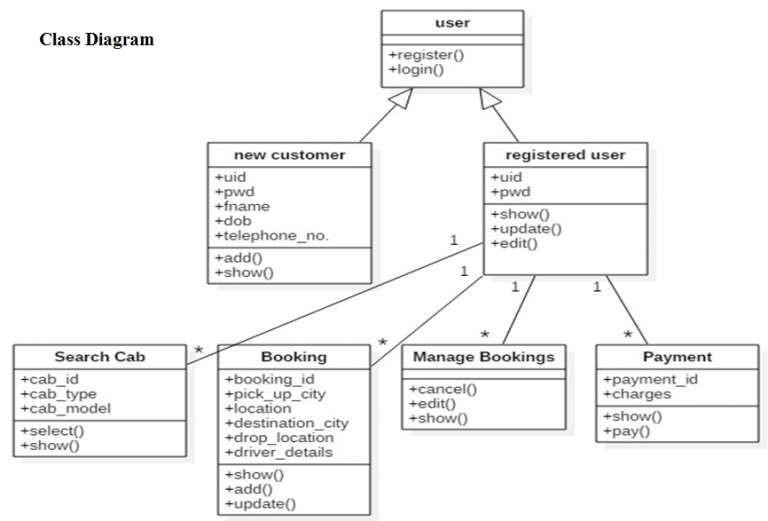 Class Diagram
user
+register()
+login()
new customer
+uid
+pwd
+fname
+dob
+telephone_no.
+add()
+show()
registered user
+uid
+pwd
+show()
+update()
+edit()
1
1
1
1
*
*
*
*
Search Cab
+cab_id
+cab_type
+cab_model
+select()
+show()
Booking
+booking_id
+pick_up_city
+location
+destination_city
+drop_location
+driver_details
+show()
+add()
+update()
Manage Bookings
+cancel()
+edit()
+show()
Payment
+payment_id
+charges
+show()
+pay()